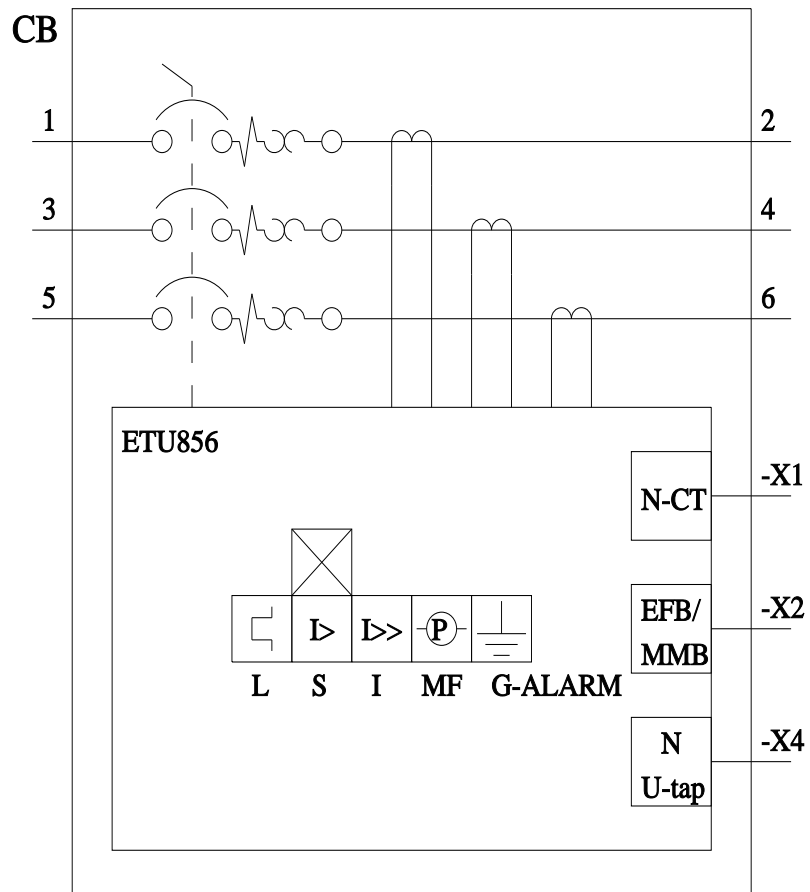 CB
1
2
3
4
5
6
ETU856
N-CT
-X1
I>
I>>
P
L
S
I
MF
G-ALARM
EFB/
MMB
-X2
N
U-tap
-X4